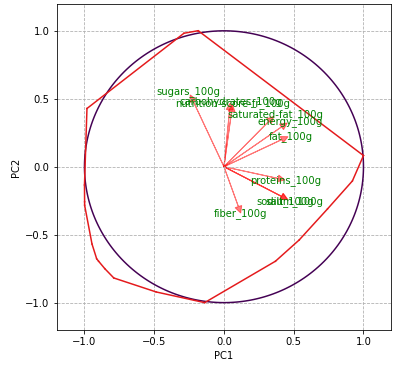 1.0
0.5
0.0
−0.5
−1.0
PC2
sugars_100g
carbohydrates_100g
nutrition-score-fr_100g
saturated-fat_100g
energy_100g
fat_100g
proteins_100g
sodium_100g
salt_100g
fiber_100g
−1.0 −0.5 0.0 0.5 1.0
PC1